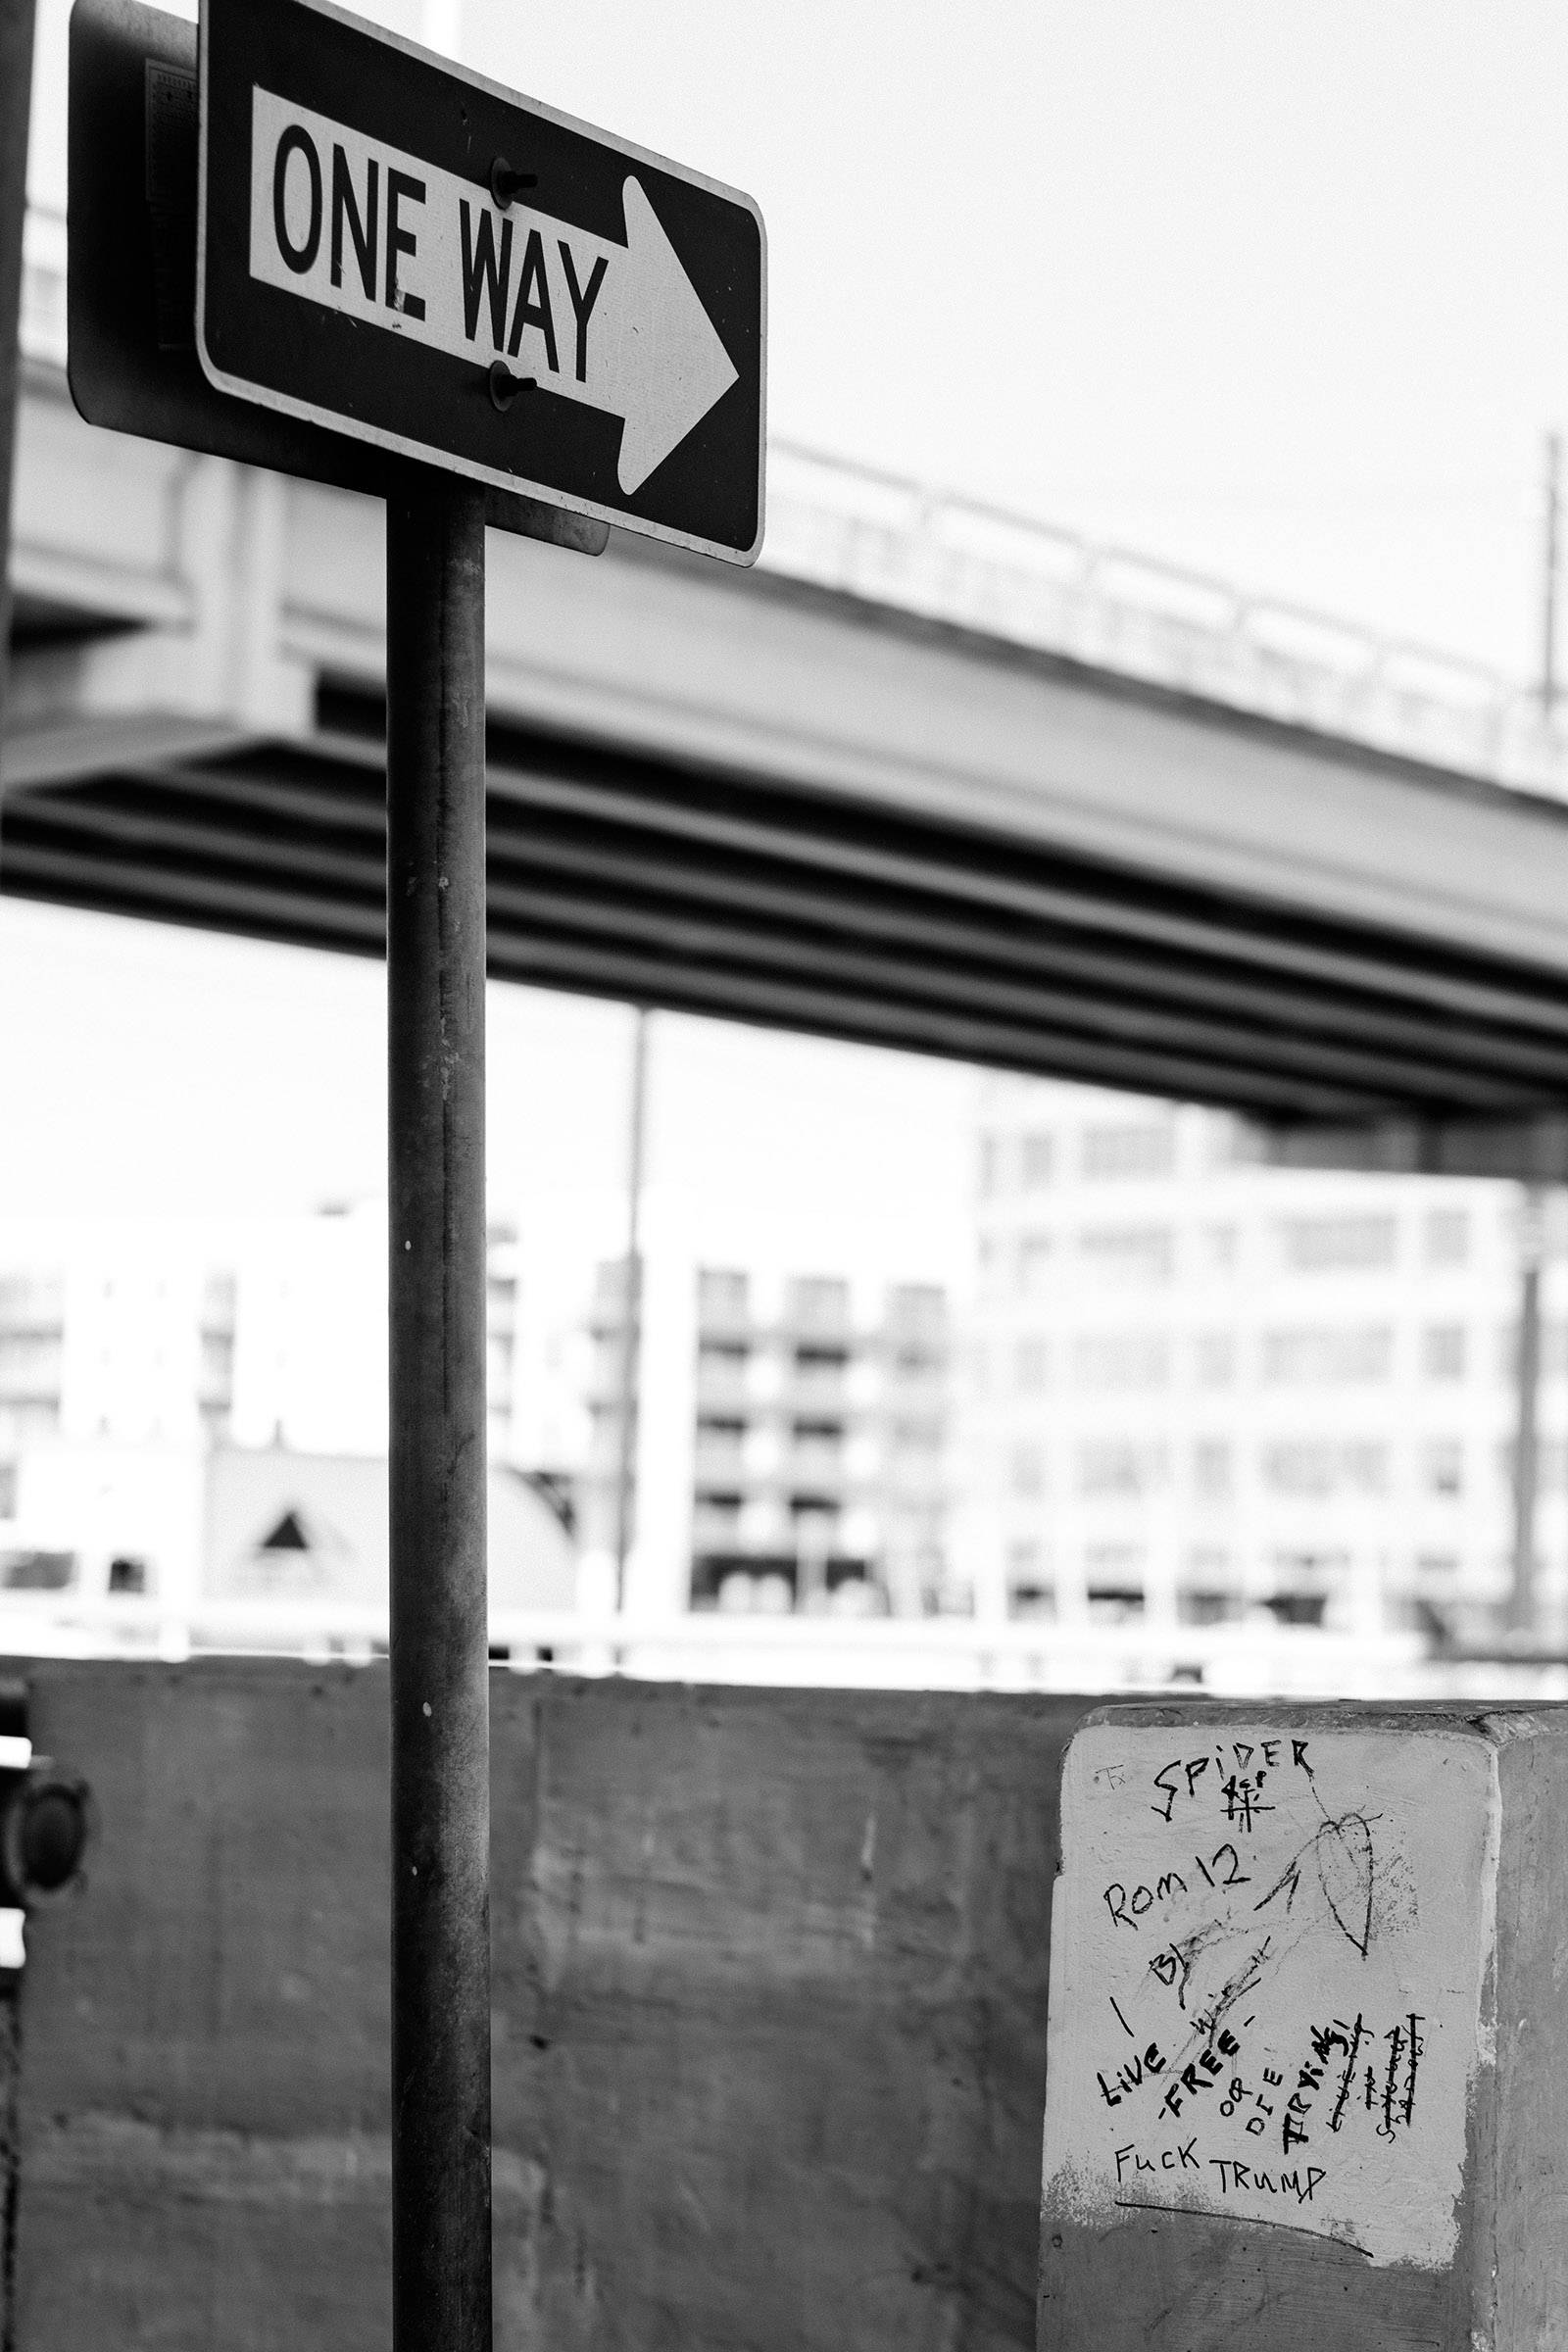 ONE WAY
SPiDER
Rom 12
LiVE
-FREE-
OR
DIE
TRYiNG
FucK TRuMP